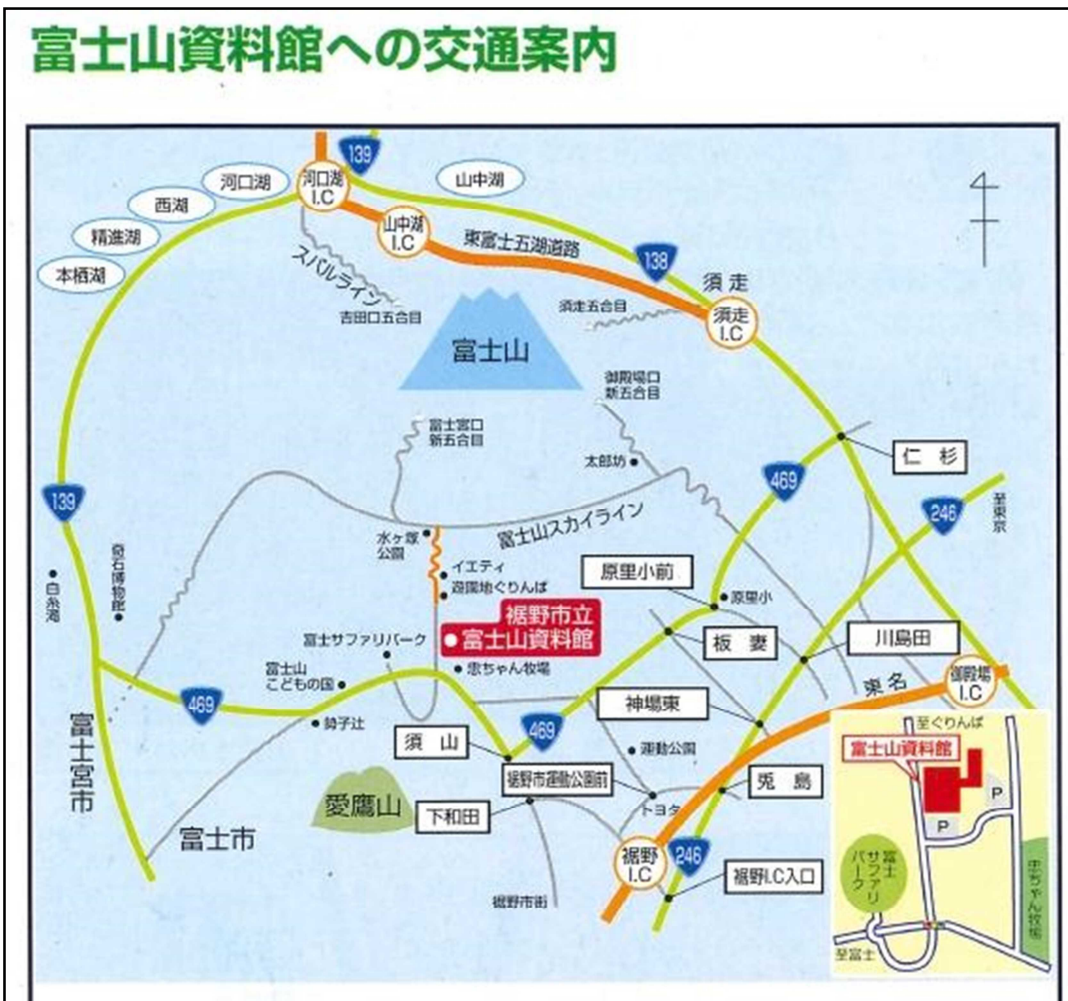 富士山資料館への交通案内
139
河口湖
河口湖
I.C
山中湖
西湖
山中湖
I.C
精進湖
東富士五湖道路
138
本栖湖
スバルライン
吉田口五合目
須走
須走五合目
須走
I.C
富士山
御殿場口
新五合目
富士宮口
新五合目
太郎坊
仁杉
469
139
246
至東京
富士山スカイライン
水ヶ塚
公園
イエティ
遊園地ぐりんぱ
奇石博物館
白糸滝
原里小前
原里小
裾野市立
富士山資料館
富士サファリパーク
忠ちゃん牧場
板妻
川島田
富士山
こどもの国
469
勢子辻
神場東
東名
御殿場
I.C
富士宮市
須山
469
運動公園
裾野市運動公園前
兎島
トヨタ
愛鷹山
下和田
富士市
裾野
I.C
246
裾野I.C入口
裾野市街
至ぐりんぱ
富士山資料館
P
P
富士
サファリ
パーク
忠ちゃん牧場
至富士